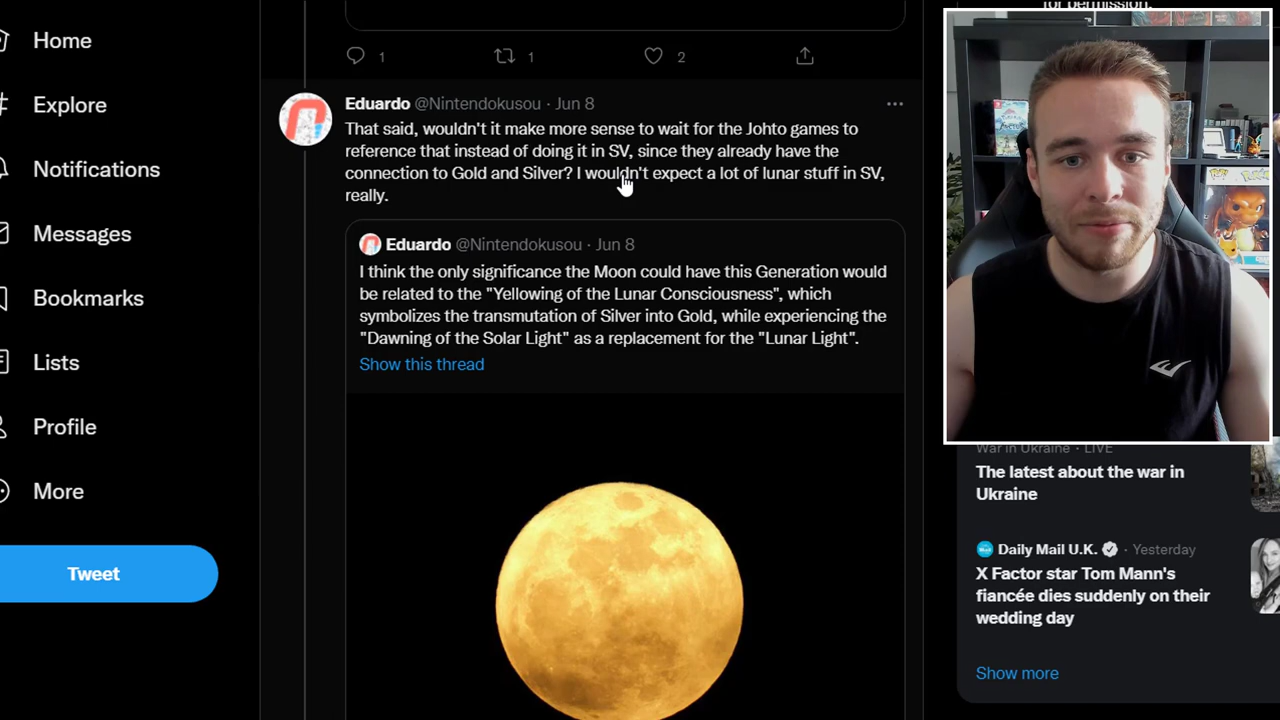 for permission.
Home
Explore
Notifications
Messages
Bookmarks
Lists
Profile
More
Tweet
1
1
2
Eduardo @Nintendokusou · Jun 8
That said, wouldn't it make more sense to wait for the Johto games to
reference that instead of doing it in SV, since they already have the
connection to Gold and Silver? I wouldn't expect a lot of lunar stuff in SV,
really.
Eduardo @Nintendokusou · Jun 8
I think the only significance the Moon could have this Generation would
be related to the "Yellowing of the Lunar Consciousness", which
symbolizes the transmutation of Silver into Gold, while experiencing the
"Dawning of the Solar Light" as a replacement for the "Lunar Light".
Show this thread
War in Ukraine · LIVE
The latest about the war in
Ukraine
Daily Mail U.K. · Yesterday
X Factor star Tom Mann's
fiancée dies suddenly on their
wedding day
Show more